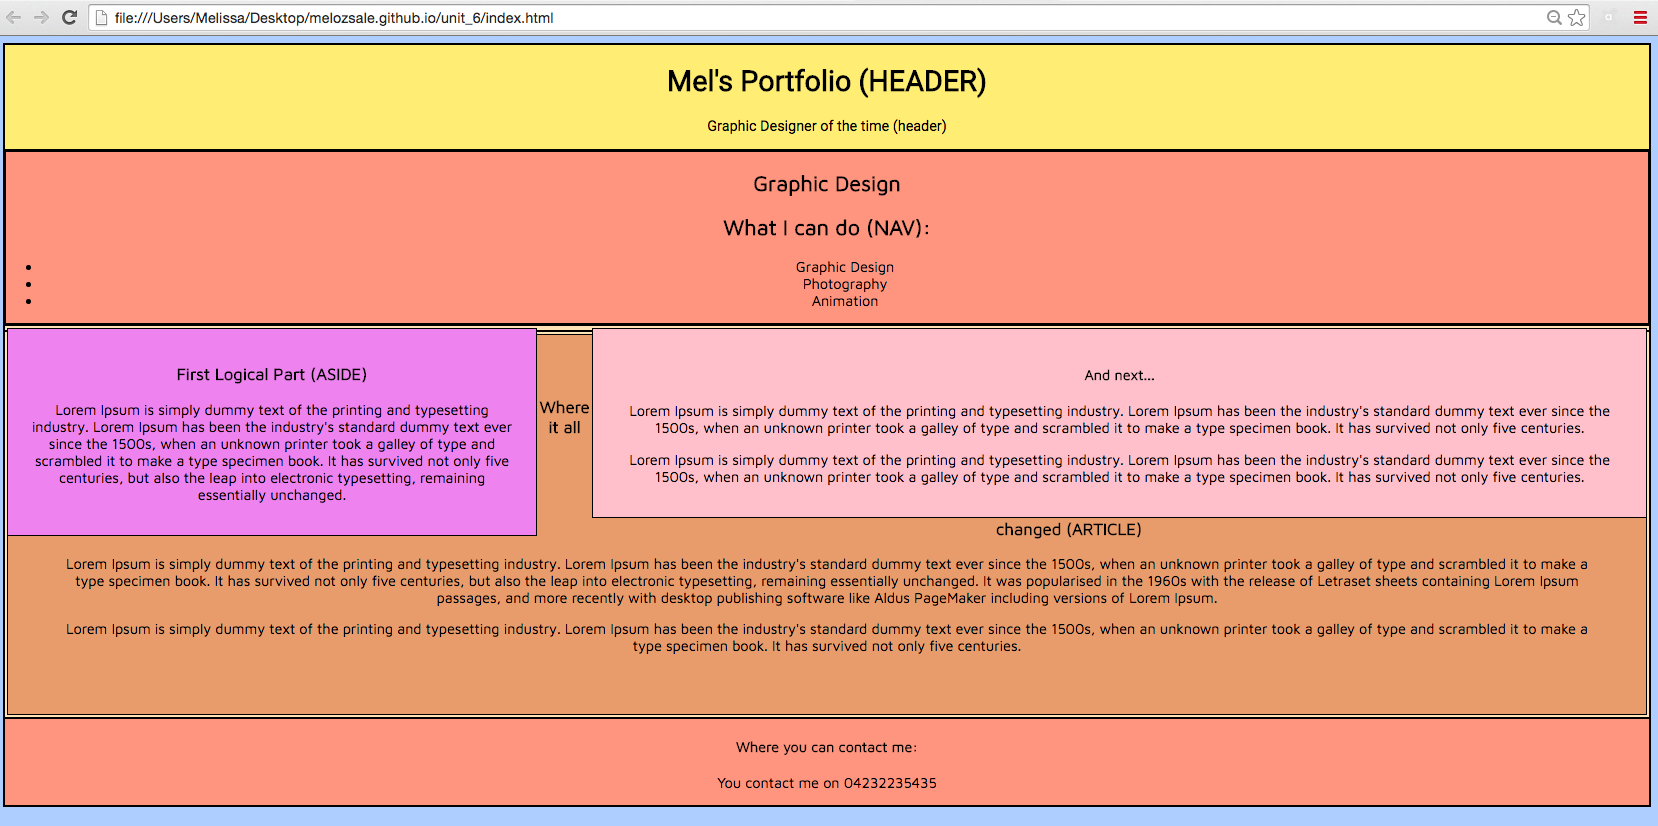 file:///Users/Melissa/Desktop/melozsale.github.io/unit_6/index.html
Mel's Portfolio (HEADER)
Graphic Designer of the time (header)
Graphic Design
What I can do (NAV):
Graphic Design
Photography
Animation
First Logical Part (ASIDE)
Lorem Ipsum is simply dummy text of the printing and typesetting
industry. Lorem Ipsum has been the industry's standard dummy text ever
since the 1500s, when an unknown printer took a galley of type and
scrambled it to make a type specimen book. It has survived not only five
centuries, but also the leap into electronic typesetting, remaining
essentially unchanged.
Where
it all
And next...
Lorem Ipsum is simply dummy text of the printing and typesetting industry. Lorem Ipsum has been the industry's standard dummy text ever since the
1500s, when an unknown printer took a galley of type and scrambled it to make a type specimen book. It has survived not only five centuries.
Lorem Ipsum is simply dummy text of the printing and typesetting industry. Lorem Ipsum has been the industry's standard dummy text ever since the
1500s, when an unknown printer took a galley of type and scrambled it to make a type specimen book. It has survived not only five centuries.
changed (ARTICLE)
Lorem Ipsum is simply dummy text of the printing and typesetting industry. Lorem Ipsum has been the industry's standard dummy text ever since the 1500s, when an unknown printer took a galley of type and scrambled it to make a
type specimen book. It has survived not only five centuries, but also the leap into electronic typesetting, remaining essentially unchanged. It was popularised in the 1960s with the release of Letraset sheets containing Lorem Ipsum
passages, and more recently with desktop publishing software like Aldus PageMaker including versions of Lorem Ipsum.
Lorem Ipsum is simply dummy text of the printing and typesetting industry. Lorem Ipsum has been the industry's standard dummy text ever since the 1500s, when an unknown printer took a galley of type and scrambled it to make a
type specimen book. It has survived not only five centuries.
Where you can contact me:
You contact me on 04232235435